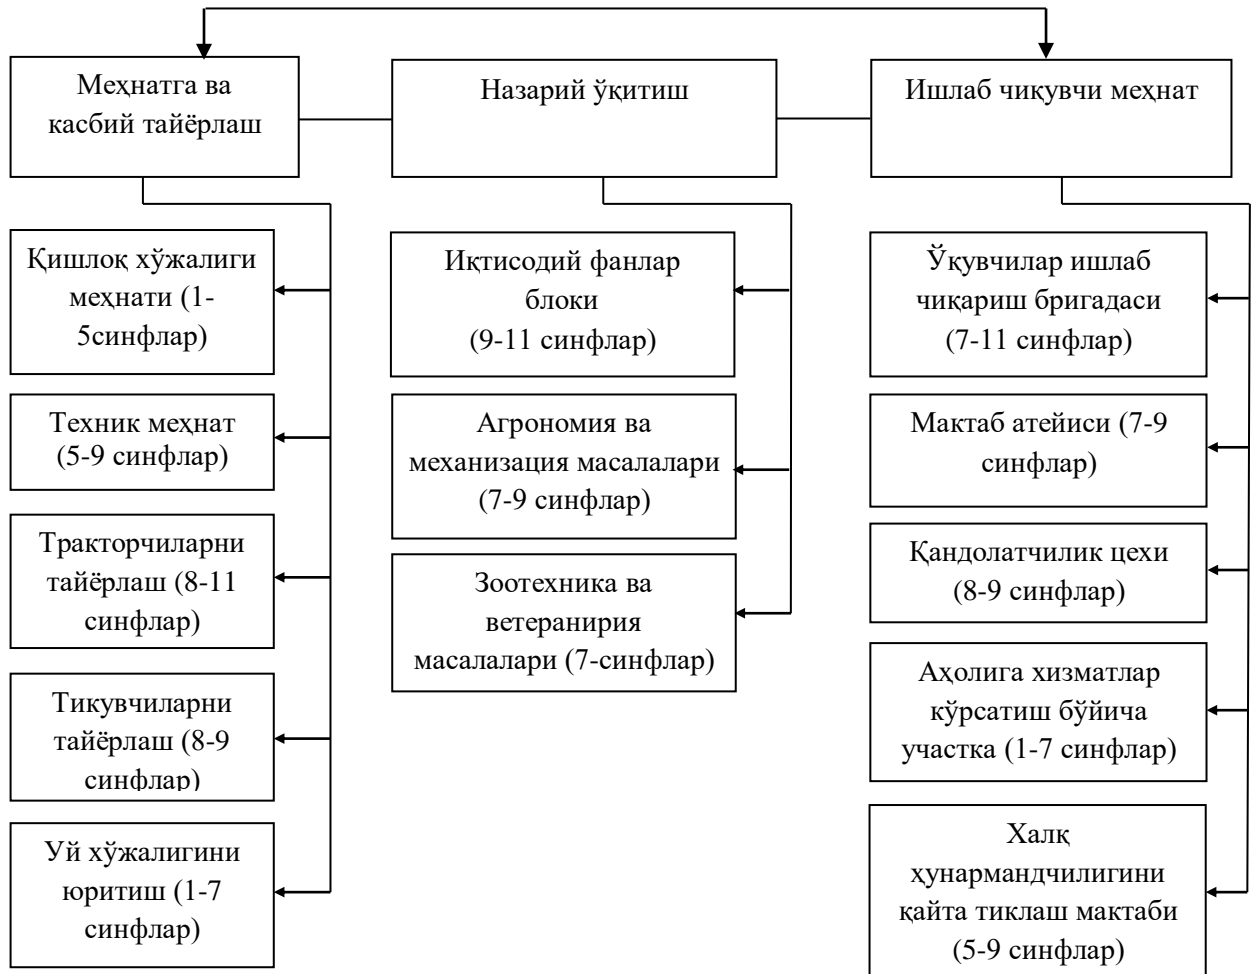 Меҳнатга ва
касбий тайёрлаш
Назарий ўқитиш
Ишлаб чиқувчи меҳнат
Қишлоқ хўжалиги
меҳнати (1-
5синфлар)
Техник меҳнат
(5-9 синфлар)
Тракторчиларни
тайёрлаш (8-11
синфлар)
Тикувчиларни
тайёрлаш (8-9
синфлар)
Уй хўжалигини
юритиш (1-7
синфлар)
Иқтисодий фанлар
блоки
(9-11 синфлар)
Агрономия ва
механизация масалалари
(7-9 синфлар)
Зоотехника ва
ветеранирия
масалалари (7-синфлар)
Ўқувчилар ишлаб
чиқариш бригадаси
(7-11 синфлар)
Мактаб атейиси (7-9
синфлар)
Қандолатчилик цехи
(8-9 синфлар)
Аҳолига хизматлар
кўрсатиш бўйича
участка (1-7 синфлар)
Халқ
ҳунармандчилигини
қайта тиклаш мактаби
(5-9 синфлар)